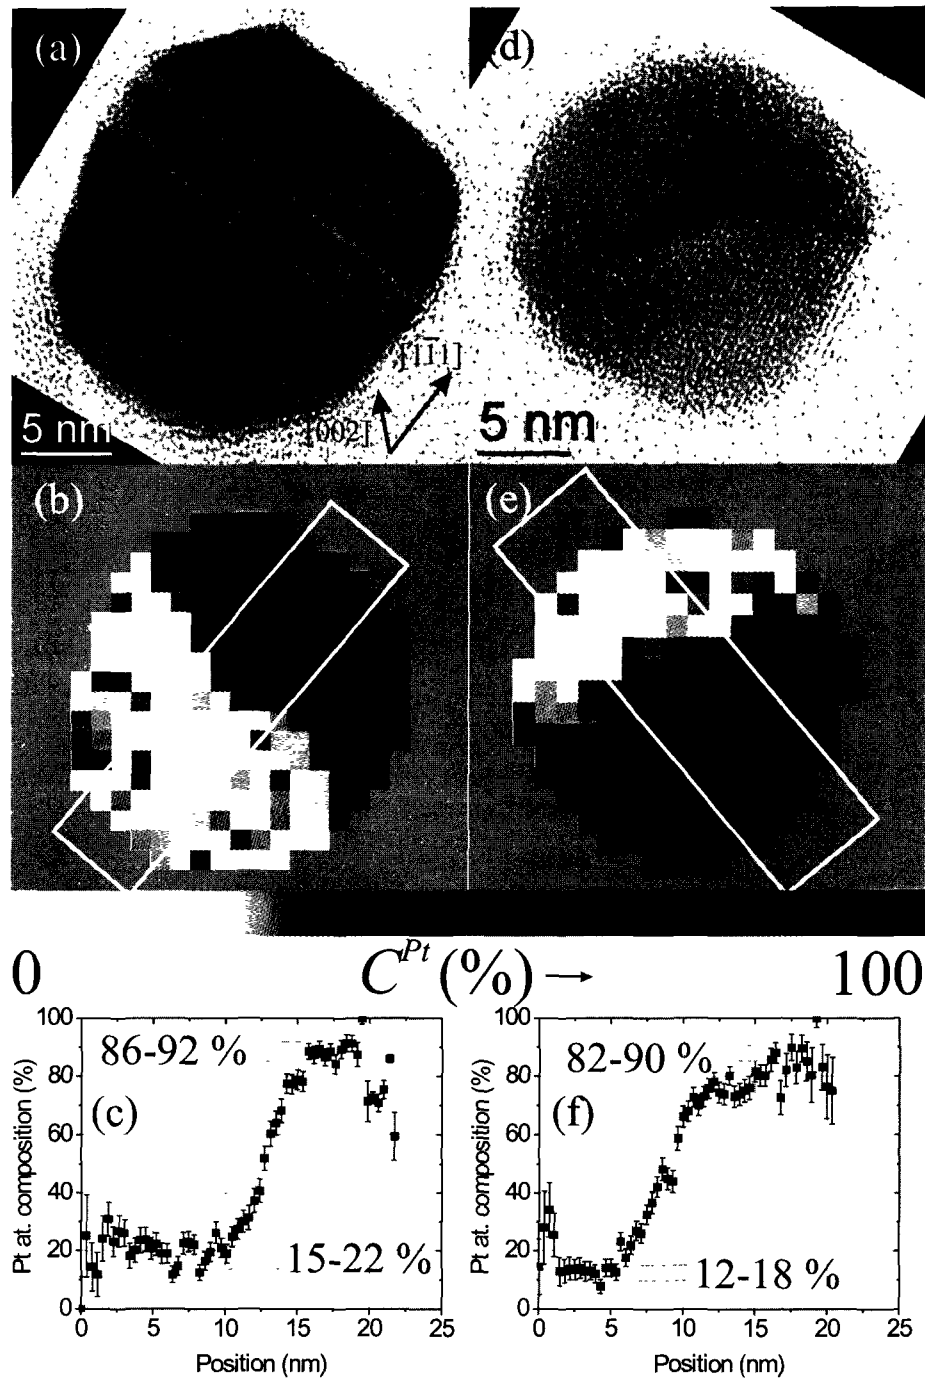 (a)
(d)
[11̅1]
[002]
5 nm
5 nm
(b)
(e)
0
C^Pt (%) →
100
Pt at. composition (%)
100
80
60
40
20
0
86-92 %
(c)
15-22 %
0
5
10
15
20
25
Position (nm)
Pt at. composition (%)
100
80
60
40
20
0
82-90 %
(f)
12-18 %
0
5
10
15
20
25
Position (nm)